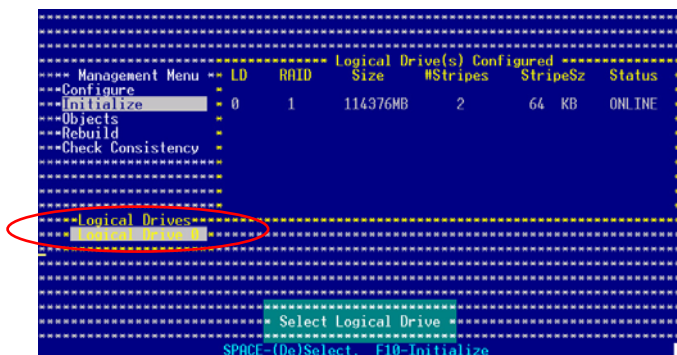 Logical Drive(s) Configured
Management Menu
LD RAID Size #Stripes StripeSz Status
Configure
Initialize
0 1 114376MB 2 64 KB ONLINE
Objects
Rebuild
Check Consistency
Logical Drives
Logical Drive 0
Select Logical Drive
SPACE-(De)Select, F10-Initialize